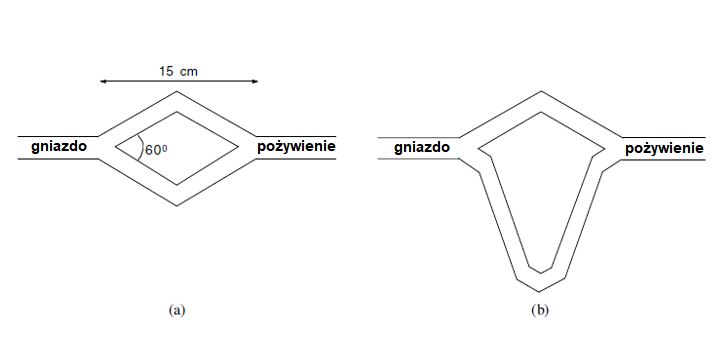 15 cm
gniazdo
60⁰
pożywienie
gniazdo
pożywienie
(a)
(b)